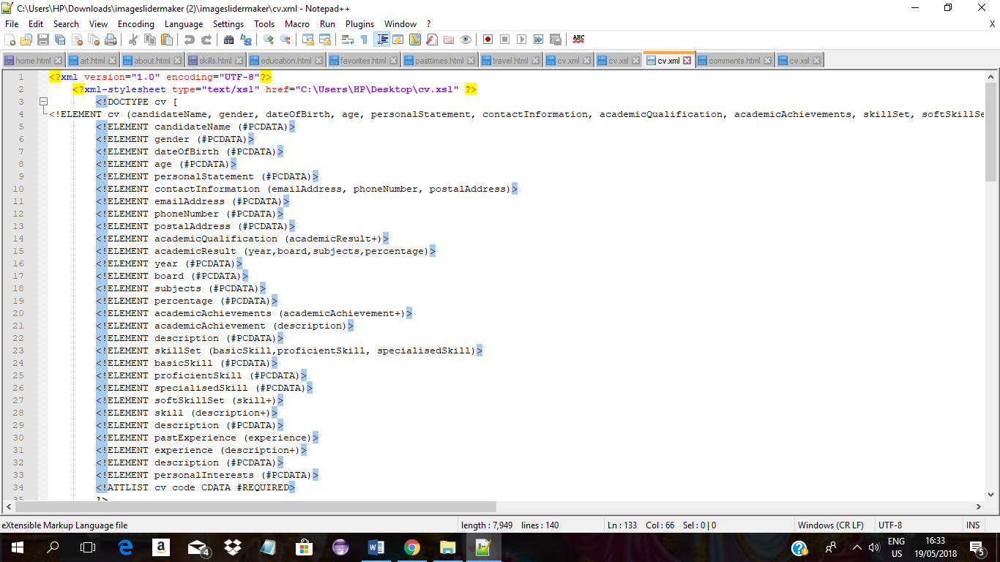 C:\Users\HP\Downloads\imageslidermaker (2)\imageslidermaker\cv.xml - Notepad++
File Edit Search View Encoding Language Settings Tools Macro Run Plugins Window ? X
home.html art.html about.html skills.html education.html favorites.html pasttimes.html travel.html cv.xml cv.xsl cv.xml comments.html cv.xsl
1 <?xml version="1.0" encoding="UTF-8"?>
2 <?xml-stylesheet type="text/xsl" href="C:\Users\HP\Desktop\cv.xsl" ?>
3 <!DOCTYPE cv [
4 <!ELEMENT cv (candidateName, gender, dateOfBirth, age, personalStatement, contactInformation, academicQualification, academicAchievements, skillSet, softSkillSe
5 <!ELEMENT candidateName (#PCDATA)>
6 <!ELEMENT gender (#PCDATA)>
7 <!ELEMENT dateOfBirth (#PCDATA)>
8 <!ELEMENT age (#PCDATA)>
9 <!ELEMENT personalStatement (#PCDATA)>
10 <!ELEMENT contactInformation (emailAddress, phoneNumber, postalAddress)>
11 <!ELEMENT emailAddress (#PCDATA)>
12 <!ELEMENT phoneNumber (#PCDATA)>
13 <!ELEMENT postalAddress (#PCDATA)>
14 <!ELEMENT academicQualification (academicResult+)>
15 <!ELEMENT academicResult (year,board,subjects,percentage)>
16 <!ELEMENT year (#PCDATA)>
17 <!ELEMENT board (#PCDATA)>
18 <!ELEMENT subjects (#PCDATA)>
19 <!ELEMENT percentage (#PCDATA)>
20 <!ELEMENT academicAchievements (academicAchievement+)>
21 <!ELEMENT academicAchievement (description)>
22 <!ELEMENT description (#PCDATA)>
23 <!ELEMENT skillSet (basicSkill,proficientSkill, specialisedSkill)>
24 <!ELEMENT basicSkill (#PCDATA)>
25 <!ELEMENT proficientSkill (#PCDATA)>
26 <!ELEMENT specialisedSkill (#PCDATA)>
27 <!ELEMENT softSkillSet (skill+)>
28 <!ELEMENT skill (description+)>
29 <!ELEMENT description (#PCDATA)>
30 <!ELEMENT pastExperience (experience)>
31 <!ELEMENT experience (description+)>
32 <!ELEMENT description (#PCDATA)>
33 <!ELEMENT personalInterests (#PCDATA)>
34 <!ATTLIST cv code CDATA #REQUIRED>
35 ]>
eXtensible Markup Language file length : 7,949 lines : 140 Ln : 133 Col : 66 Sel : 0 | 0 Windows (CR LF) UTF-8 INS
ENG 16:33
US 19/05/2018